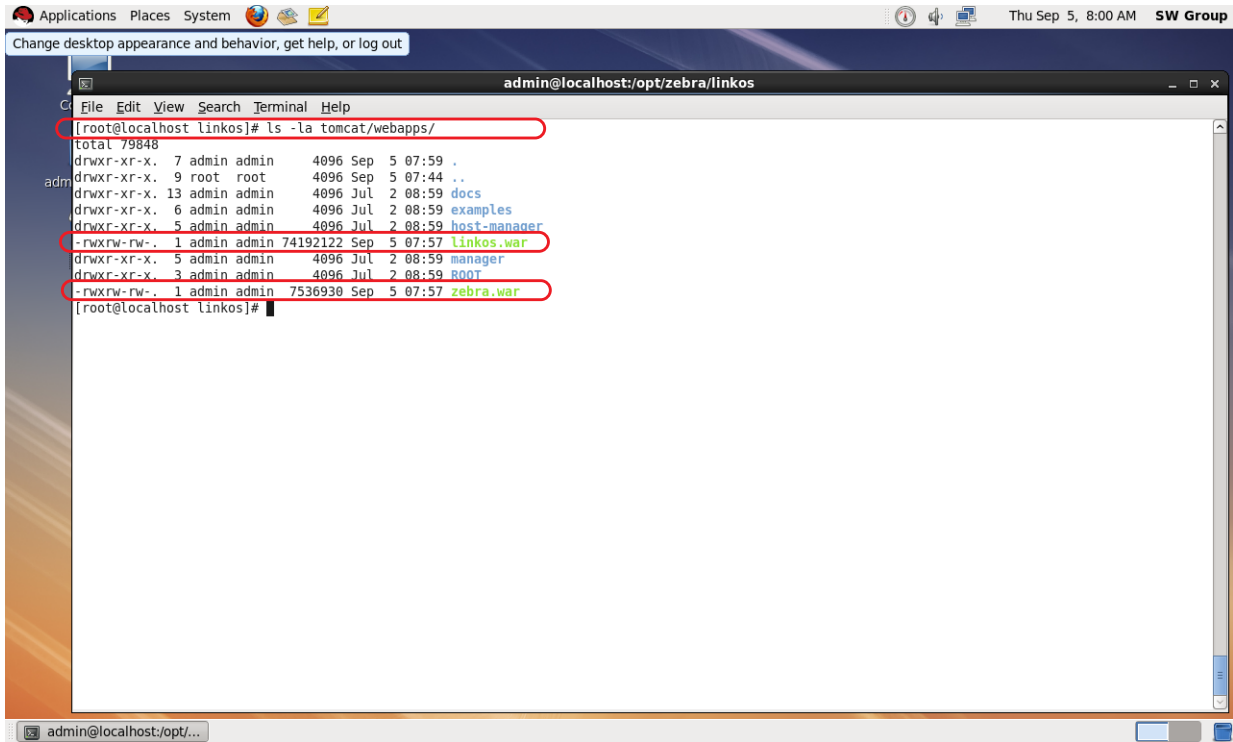 Applications Places System Thu Sep 5, 8:00 AM SW Group
Change desktop appearance and behavior, get help, or log out
admin@localhost:/opt/zebra/linkos
File Edit View Search Terminal Help
[root@localhost linkos]# ls -la tomcat/webapps/
total 79848
drwxr-xr-x. 7 admin admin 4096 Sep 5 07:59 .
drwxr-xr-x. 9 root root 4096 Sep 5 07:44 ..
drwxr-xr-x. 13 admin admin 4096 Jul 2 08:59 docs
drwxr-xr-x. 6 admin admin 4096 Jul 2 08:59 examples
drwxr-xr-x. 5 admin admin 4096 Jul 2 08:59 host-manager
-rwxrw-rw-. 1 admin admin 74192122 Sep 5 07:57 linkos.war
drwxr-xr-x. 5 admin admin 4096 Jul 2 08:59 manager
drwxr-xr-x. 3 admin admin 4096 Jul 2 08:59 ROOT
-rwxrw-rw-. 1 admin admin 7536930 Sep 5 07:57 zebra.war
[root@localhost linkos]#
admin@localhost:/opt/...